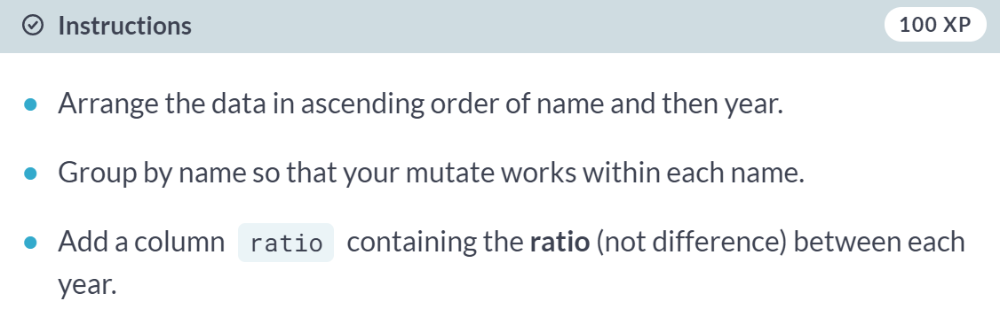 Instructions
100 XP
Arrange the data in ascending order of name and then year.
Group by name so that your mutate works within each name.
Add a column ratio containing the ratio (not difference) between each
year.